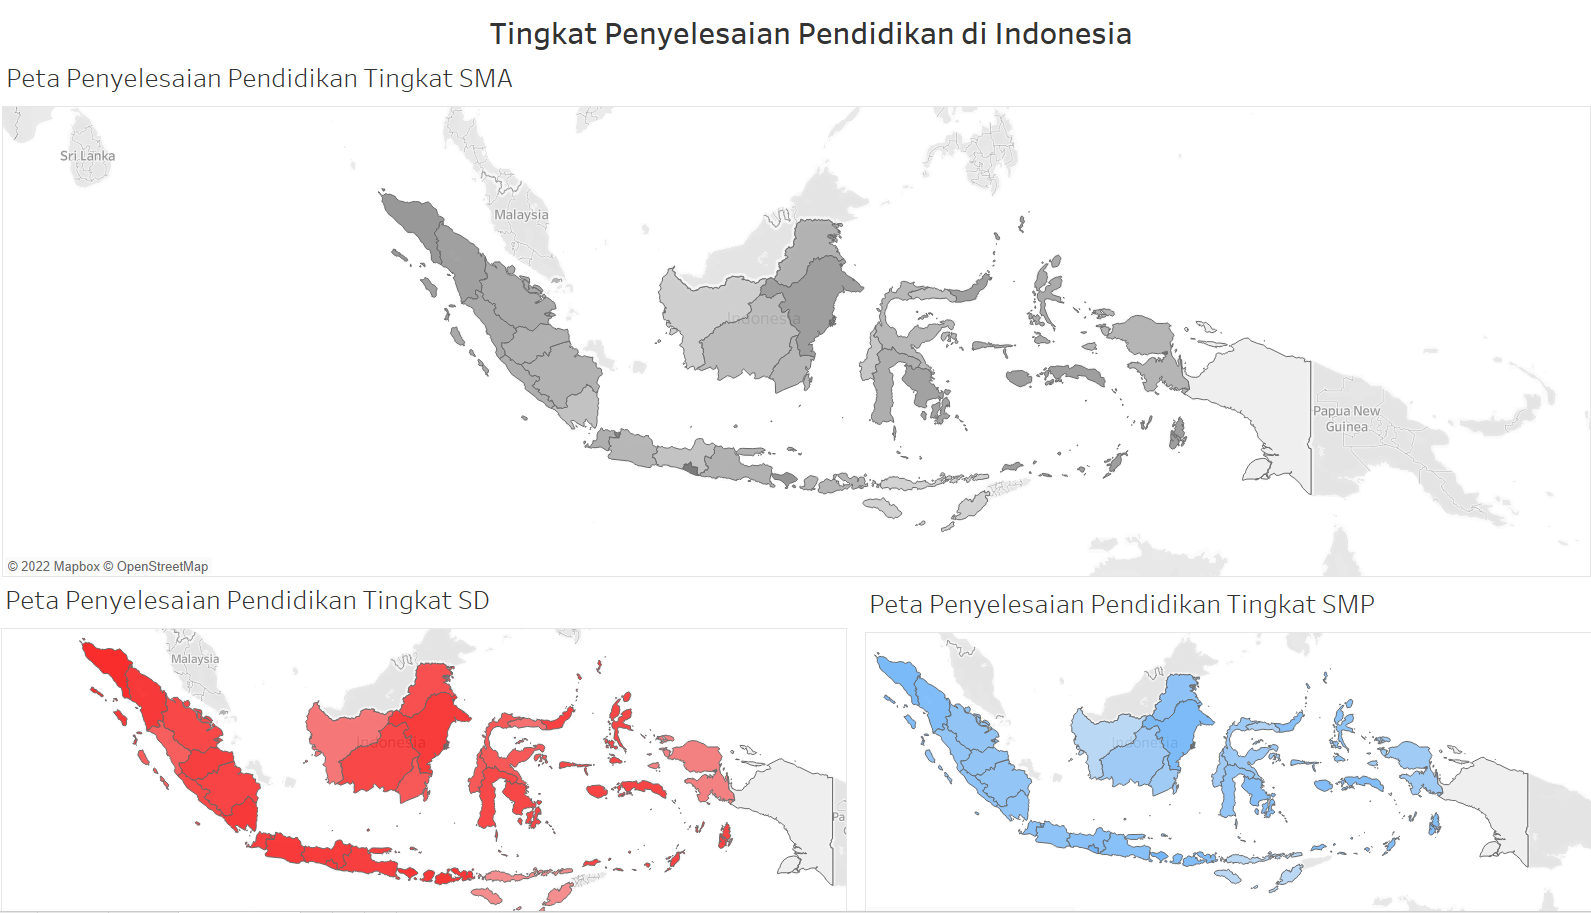 Tingkat Penyelesaian Pendidikan di Indonesia
Peta Penyelesaian Pendidikan Tingkat SMA
Sri Lanka
Malaysia
Indonesia
Papua New
Guinea
© 2022 Mapbox © OpenStreetMap
Peta Penyelesaian Pendidikan Tingkat SD
Malaysia
Indonesia
Pa
Peta Penyelesaian Pendidikan Tingkat SMP
Indonesia